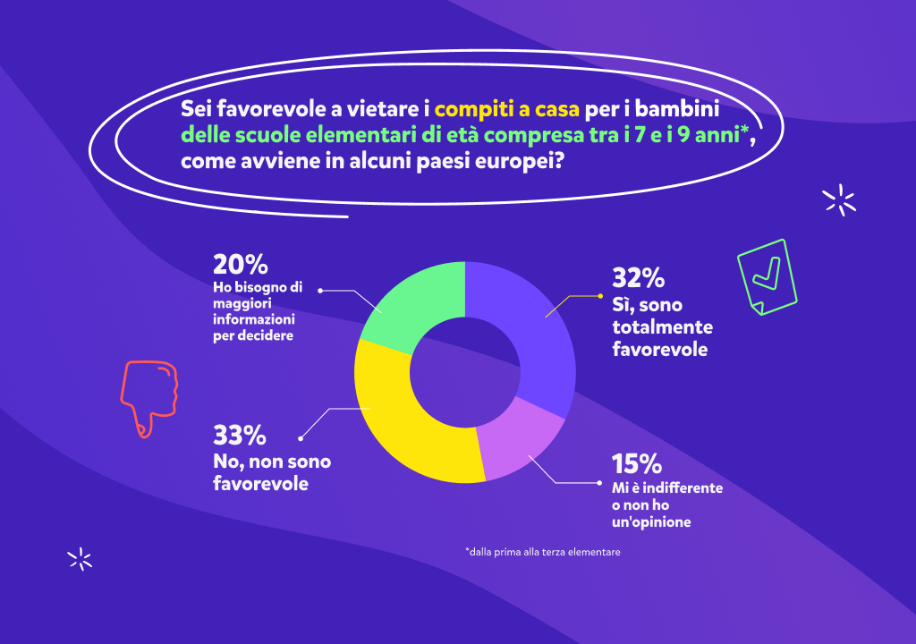 Sei favorevole a vietare i compiti a casa per i bambini
delle scuole elementari di età compresa tra i 7 e i 9 anni*,
come avviene in alcuni paesi europei?
20%
Ho bisogno di
maggiori
informazioni
per decidere
32%
Sì, sono
totalmente
favorevole
33%
No, non sono
favorevole
15%
Mi è indifferente
o non ho
un'opinione
*dalla prima alla terza elementare